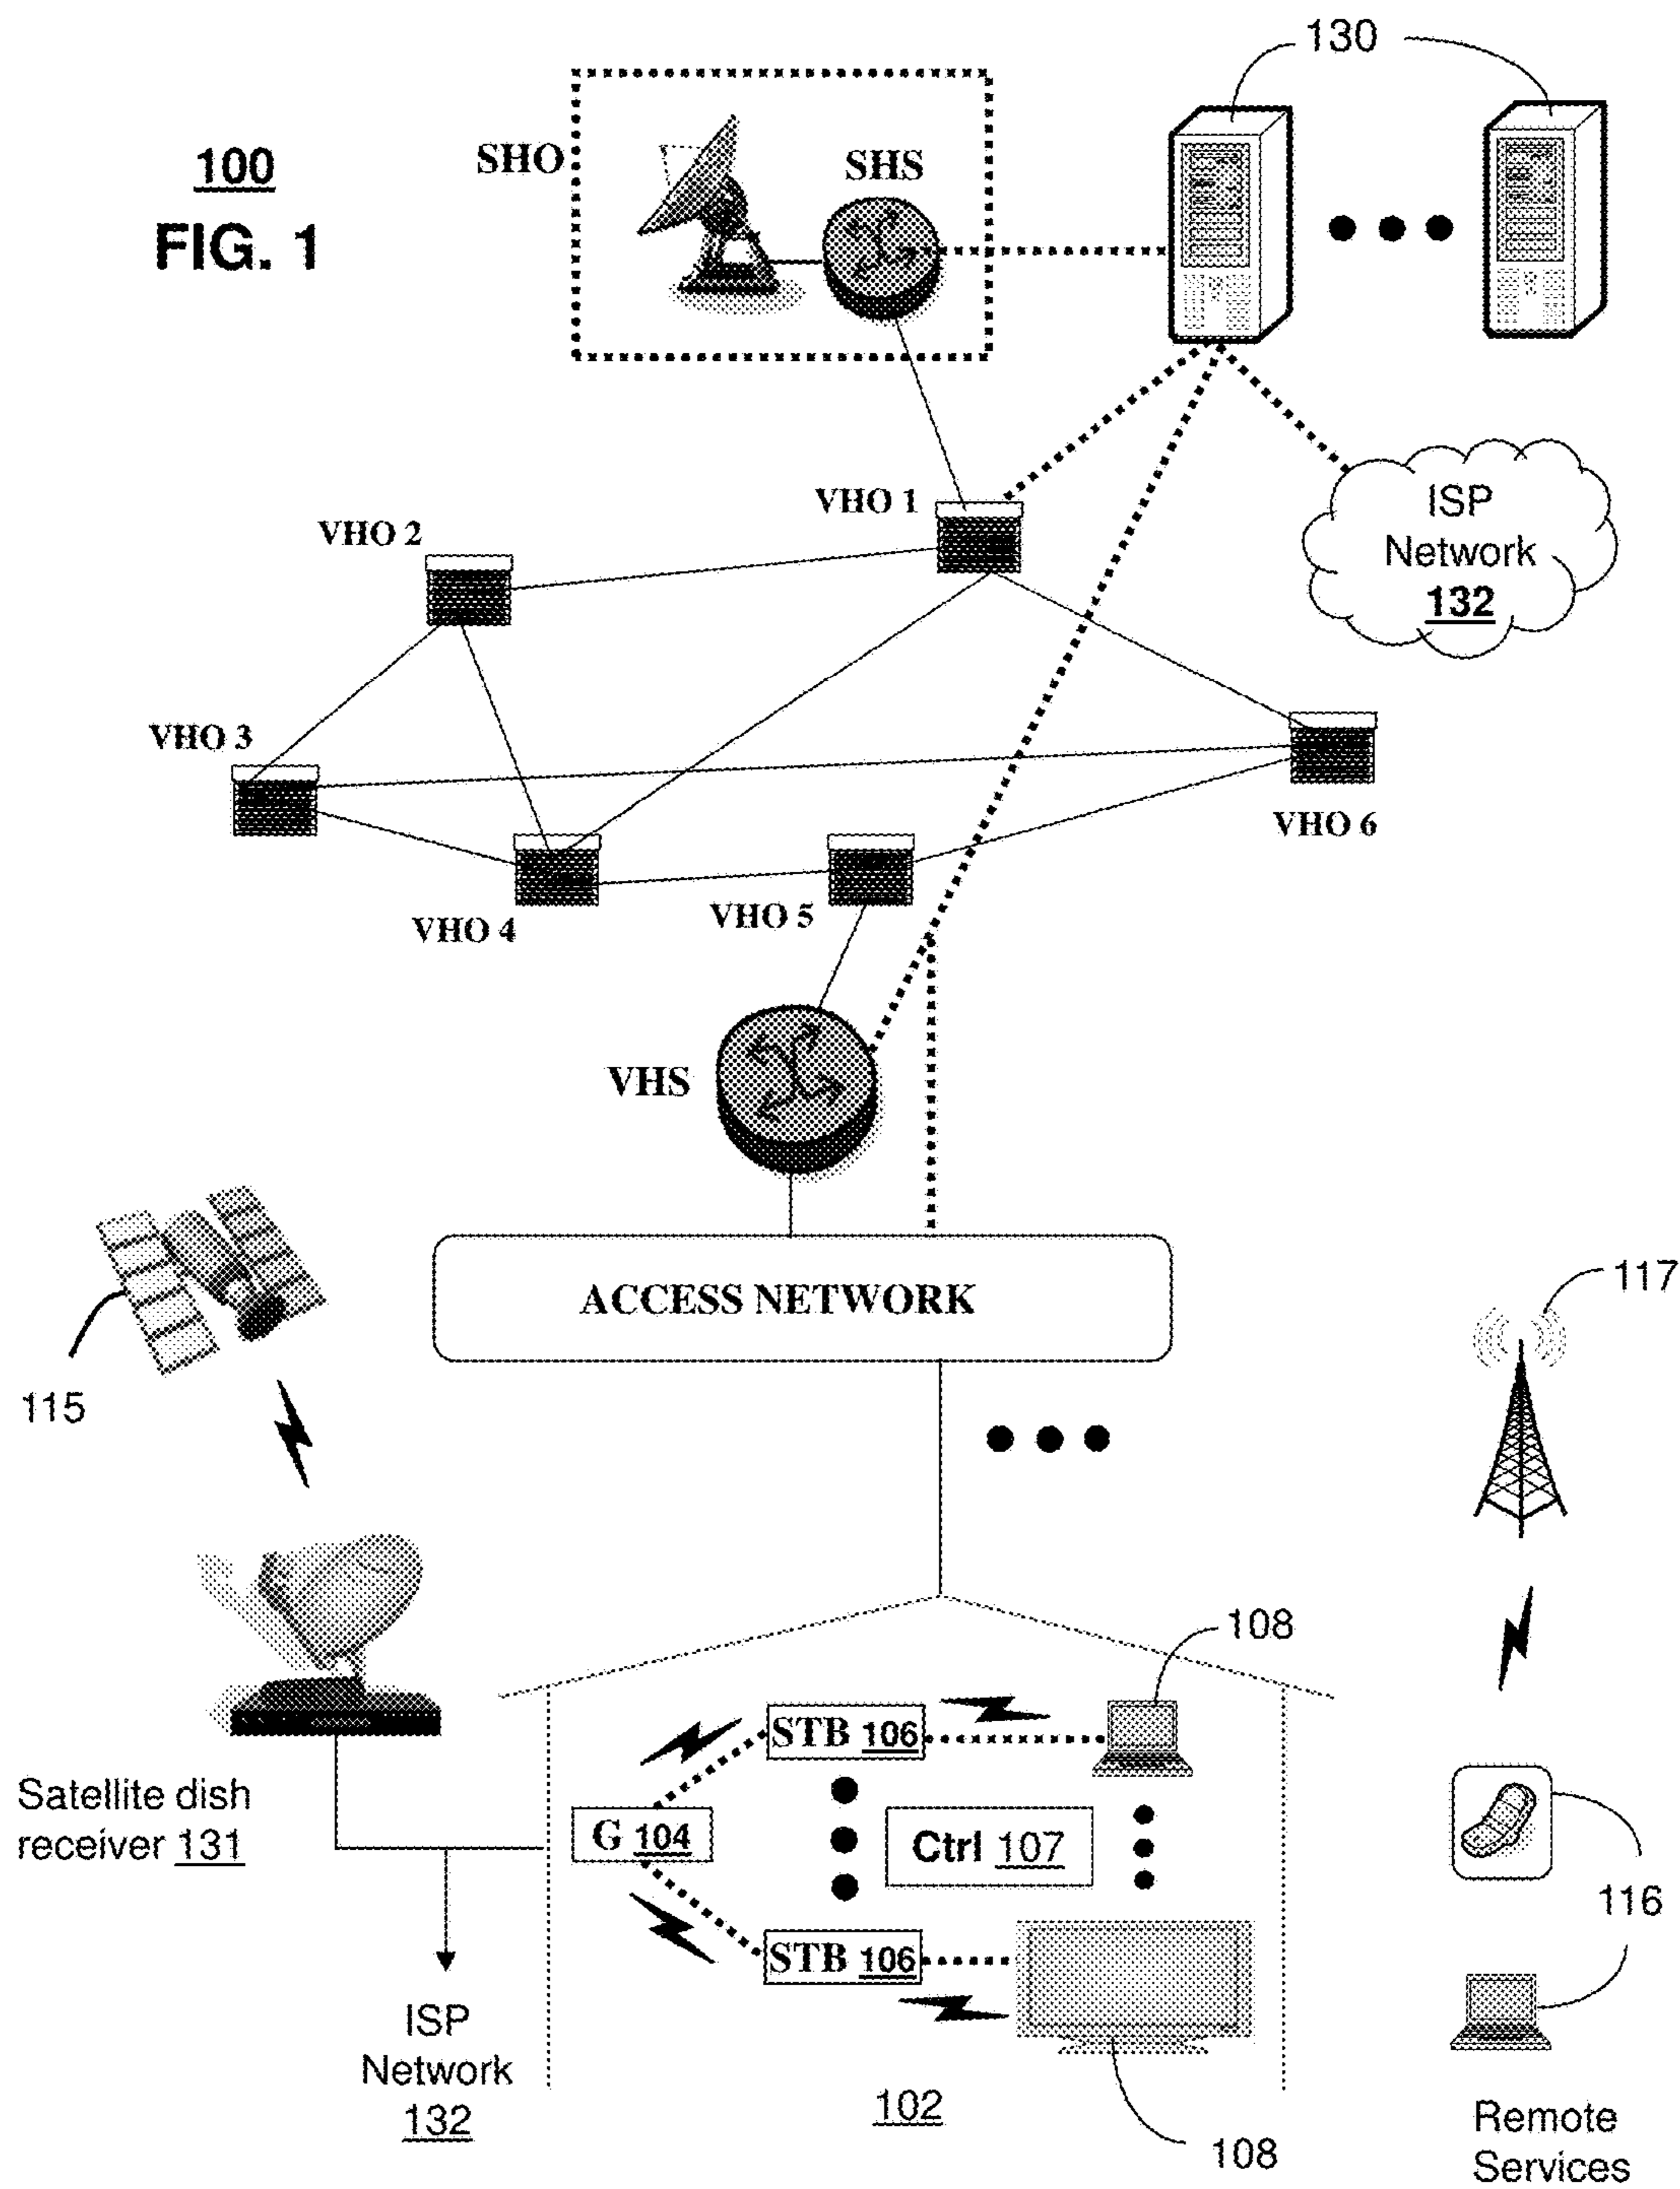 130
100
FIG. 1
SHO
SHS
VHO 1
ISP
Network
132
VHO 2
VHO 3
VHO 6
VHO 4
VHO 5
VHS
ACCESS NETWORK
117
115
108
STB 106
Satellite dish
receiver 131
G 104
Ctrl 107
116
STB 106
ISP
Network
132
102
108
Remote
Services